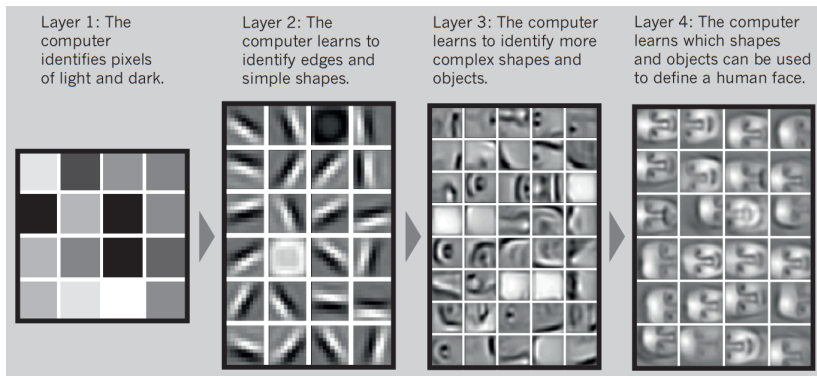 Layer 1: The
computer
identifies pixels
of light and dark.
Layer 2: The
computer learns to
identify edges and
simple shapes.
Layer 3: The computer
learns to identify more
complex shapes and
objects.
Layer 4: The computer
learns which shapes
and objects can be used
to define a human face.